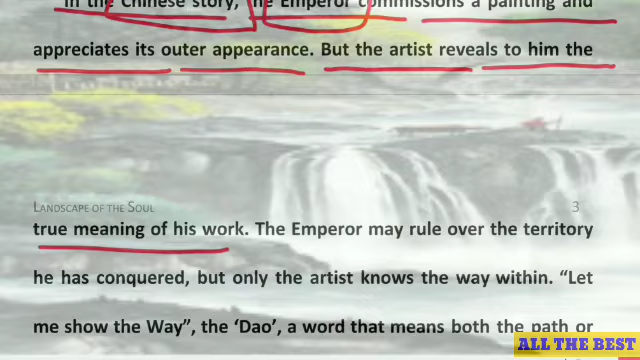 In the Chinese story, the Emperor commissions a painting and
appreciates its outer appearance. But the artist reveals to him the
LANDSCAPE OF THE SOUL 3
true meaning of his work. The Emperor may rule over the territory
he has conquered, but only the artist knows the way within. “Let
me show the Way”, the ‘Dao’, a word that means both the path or
ALL THE BEST